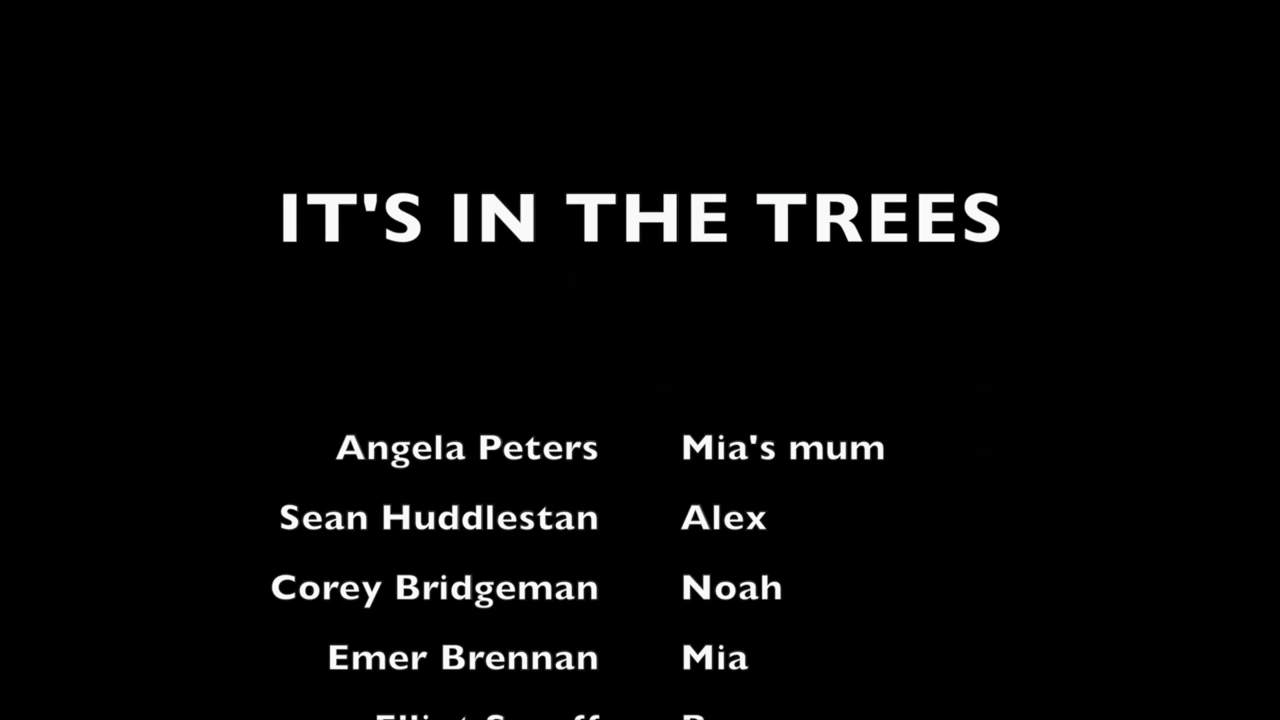 IT'S IN THE TREES
Angela Peters Mia's mum
Sean Huddlestan Alex
Corey Bridgeman Noah
Emer Brennan Mia